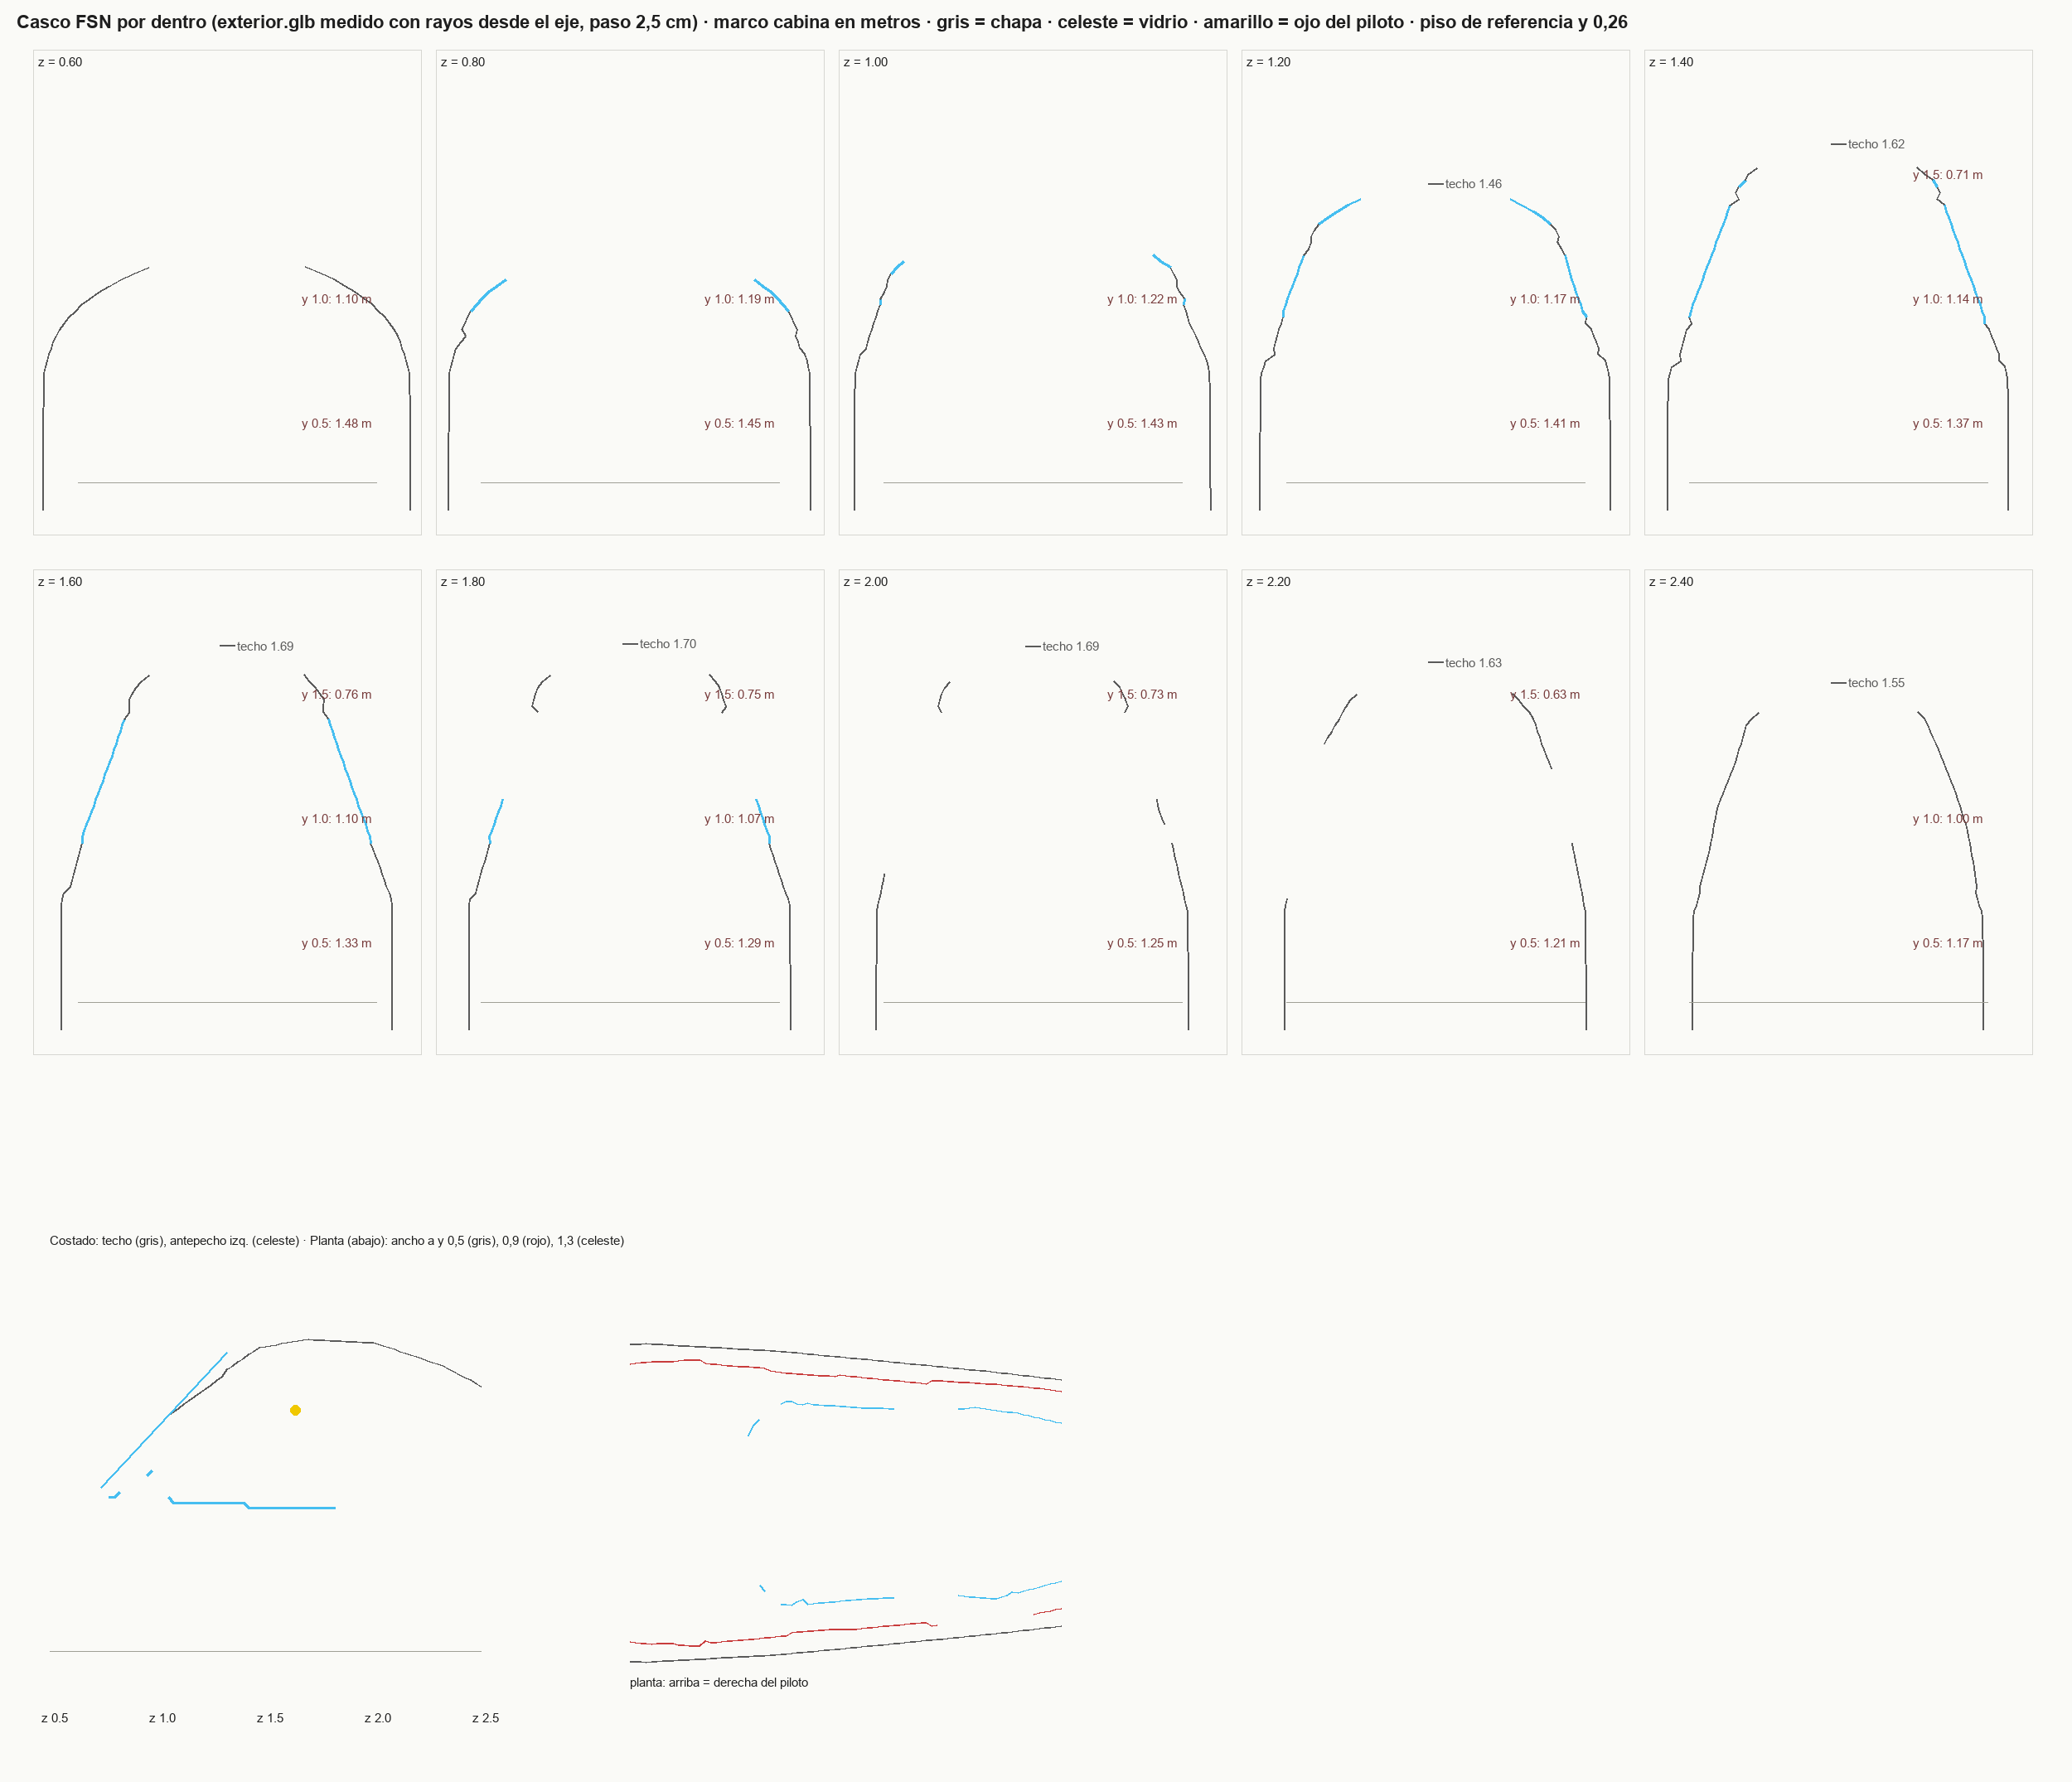 Casco FSN por dentro (exterior.glb medido con rayos desde el eje, paso 2,5 cm) · marco cabina en metros · gris = chapa · celeste = vidrio · amarillo = ojo del piloto · piso de referencia y 0,26
z = 0.60
y 1.0: 1.10 m
y 0.5: 1.48 m
z = 0.80
y 1.0: 1.19 m
y 0.5: 1.45 m
z = 1.00
y 1.0: 1.22 m
y 0.5: 1.43 m
z = 1.20
techo 1.46
y 1.0: 1.17 m
y 0.5: 1.41 m
z = 1.40
techo 1.62
y 1.5: 0.71 m
y 1.0: 1.14 m
y 0.5: 1.37 m
z = 1.60
techo 1.69
y 1.5: 0.76 m
y 1.0: 1.10 m
y 0.5: 1.33 m
z = 1.80
techo 1.70
y 1.5: 0.75 m
y 1.0: 1.07 m
y 0.5: 1.29 m
z = 2.00
techo 1.69
y 1.5: 0.73 m
y 0.5: 1.25 m
z = 2.20
techo 1.63
y 1.5: 0.63 m
y 0.5: 1.21 m
z = 2.40
techo 1.55
y 1.0: 1.00 m
y 0.5: 1.17 m
Costado: techo (gris), antepecho izq. (celeste) · Planta (abajo): ancho a y 0,5 (gris), 0,9 (rojo), 1,3 (celeste)
planta: arriba = derecha del piloto
z 0.5
z 1.0
z 1.5
z 2.0
z 2.5